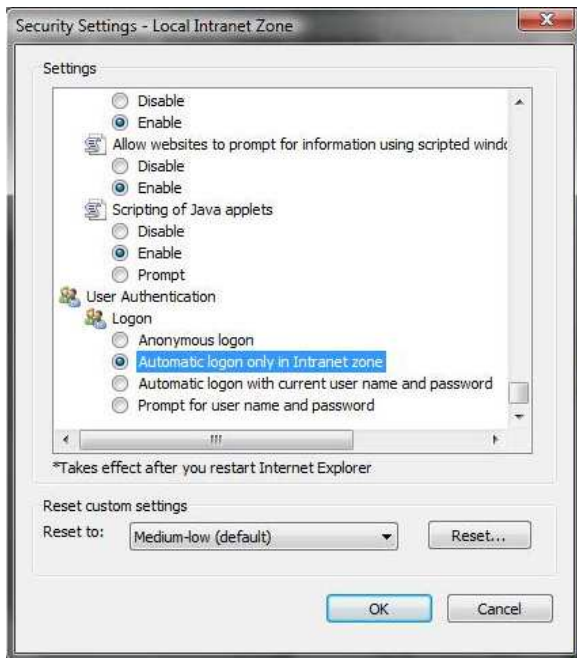 Security Settings - Local Intranet Zone
Settings
Disable
Enable
Allow websites to prompt for information using scripted
Disable
Enable
Scripting of Java applets
Disable
Enable
Prompt
User Authentication
Logon
Anonymous logon
Automatic logon only in Intranet zone
Automatic logon with current user name and password
Prompt for user name and password
*Takes effect after you restart Internet Explorer
Reset custom settings
Reset to: Medium-low (default) Reset...
OK Cancel